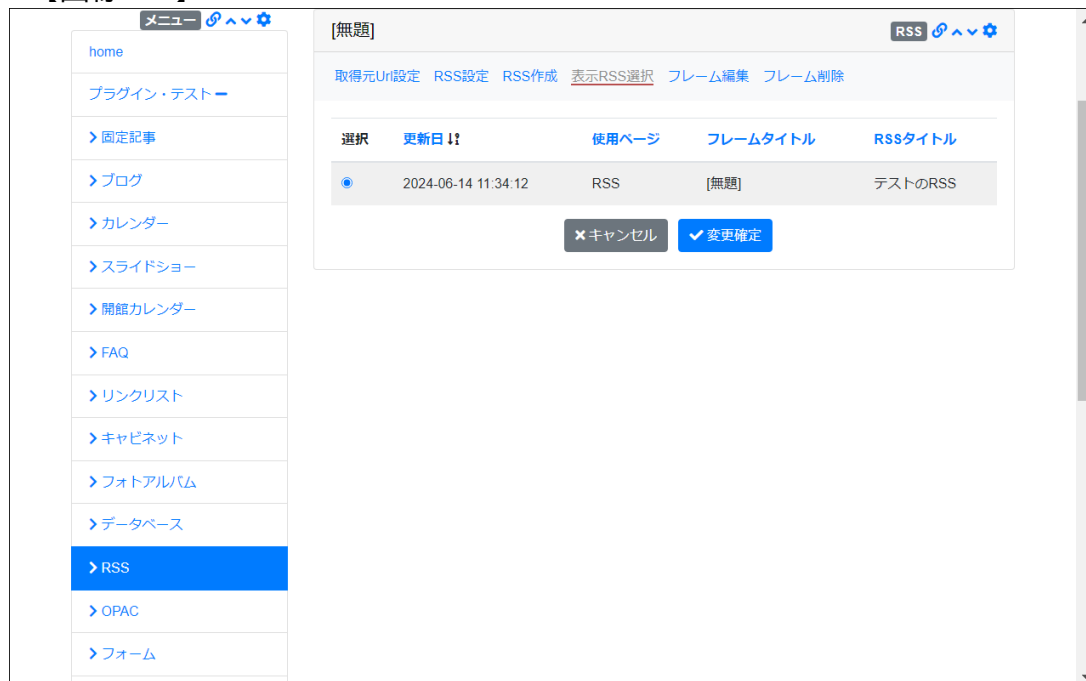 メニュー
home
プラグイン・テスト
固定記事
ブログ
カレンダー
スライドショー
開館カレンダー
FAQ
リンクリスト
キャビネット
フォトアルバム
データベース
RSS
OPAC
フォーム
[無題] RSS
取得元Url設定 RSS設定 RSS作成 表示RSS選択 フレーム編集 フレーム削除
選択 更新日 使用ページ フレームタイトル RSSタイトル
2024-06-14 11:34:12 RSS [無題] テストのRSS
キャンセル 変更確定